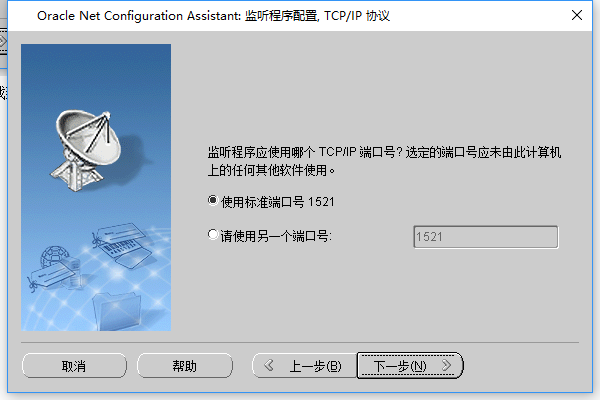 Oracle Net Configuration Assistant: 监听程序配置, TCP/IP 协议
监听程序应使用哪个 TCP/IP 端口号? 选定的端口号应未由此计算机
上的任何其他软件使用。
使用标准端口号 1521
请使用另一个端口号:
1521
取消
帮助
上一步(B)
下一步(N)